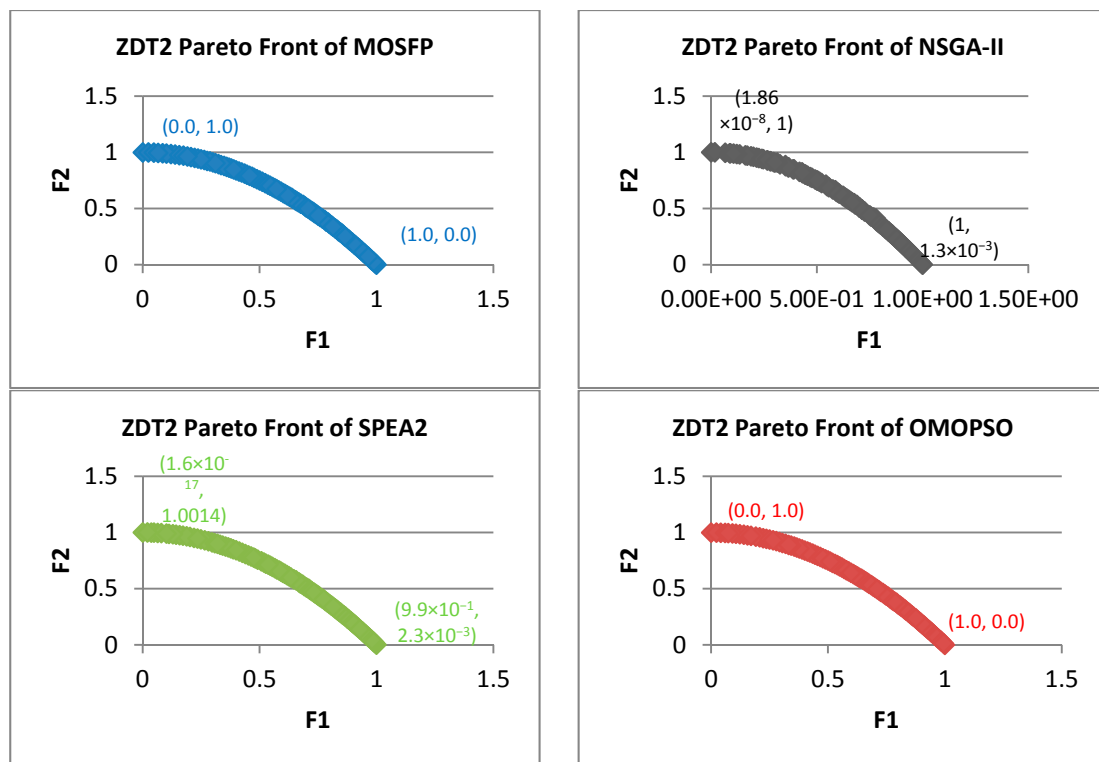 ZDT2 Pareto Front of MOSFP
1.5
(0.0, 1.0)
1
F2
0.5
(1.0, 0.0)
0
0 0.5 1 1.5
F1
ZDT2 Pareto Front of NSGA-II
1.5
(1.86
×10⁻⁸, 1)
1
F2
0.5
(1,
1.3×10⁻³)
0
0.00E+00 5.00E-01 1.00E+00 1.50E+00
F1
ZDT2 Pareto Front of SPEA2
(1.6×10⁻
¹⁷,
1.0014)
1.5
1
F2
0.5
(9.9×10⁻¹,
2.3×10⁻³)
0
0 0.5 1 1.5
F1
ZDT2 Pareto Front of OMOPSO
1.5
(0.0, 1.0)
1
F2
0.5
(1.0, 0.0)
0
0 0.5 1 1.5
F1